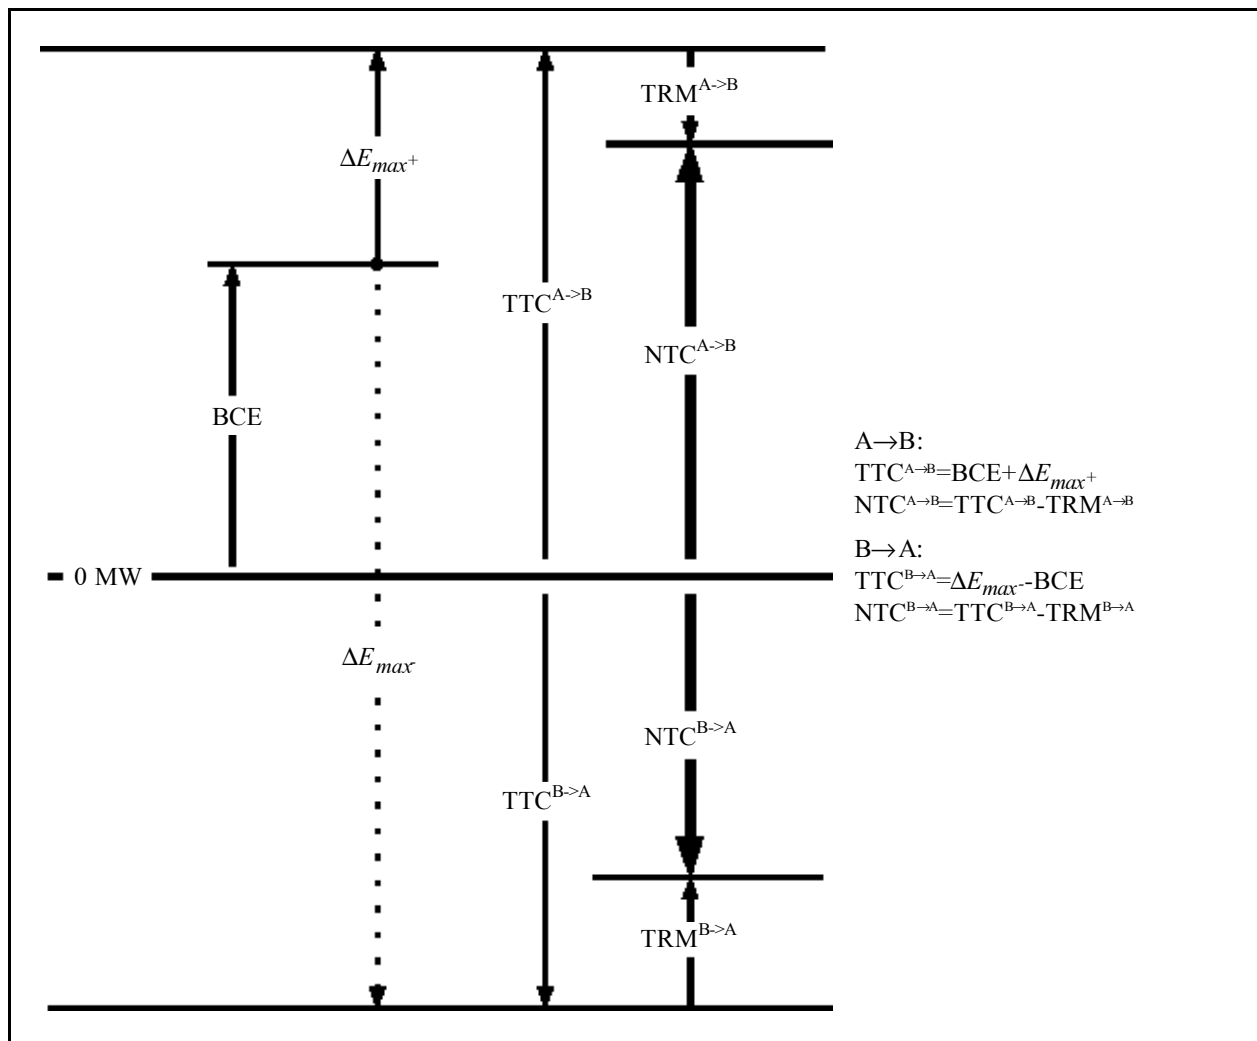 TRM^A->B
ΔE_max+
TTC^A->B
NTC^A->B
BCE
A→B:
TTC^A→B=BCE+ΔE_max+
NTC^A→B=TTC^A→B-TRM^A→B
B→A:
0 MW
TTC^B→A=ΔE_max--BCE
NTC^B→A=TTC^B→A-TRM^B→A
ΔE_max-
NTC^B->A
TTC^B->A
TRM^B->A